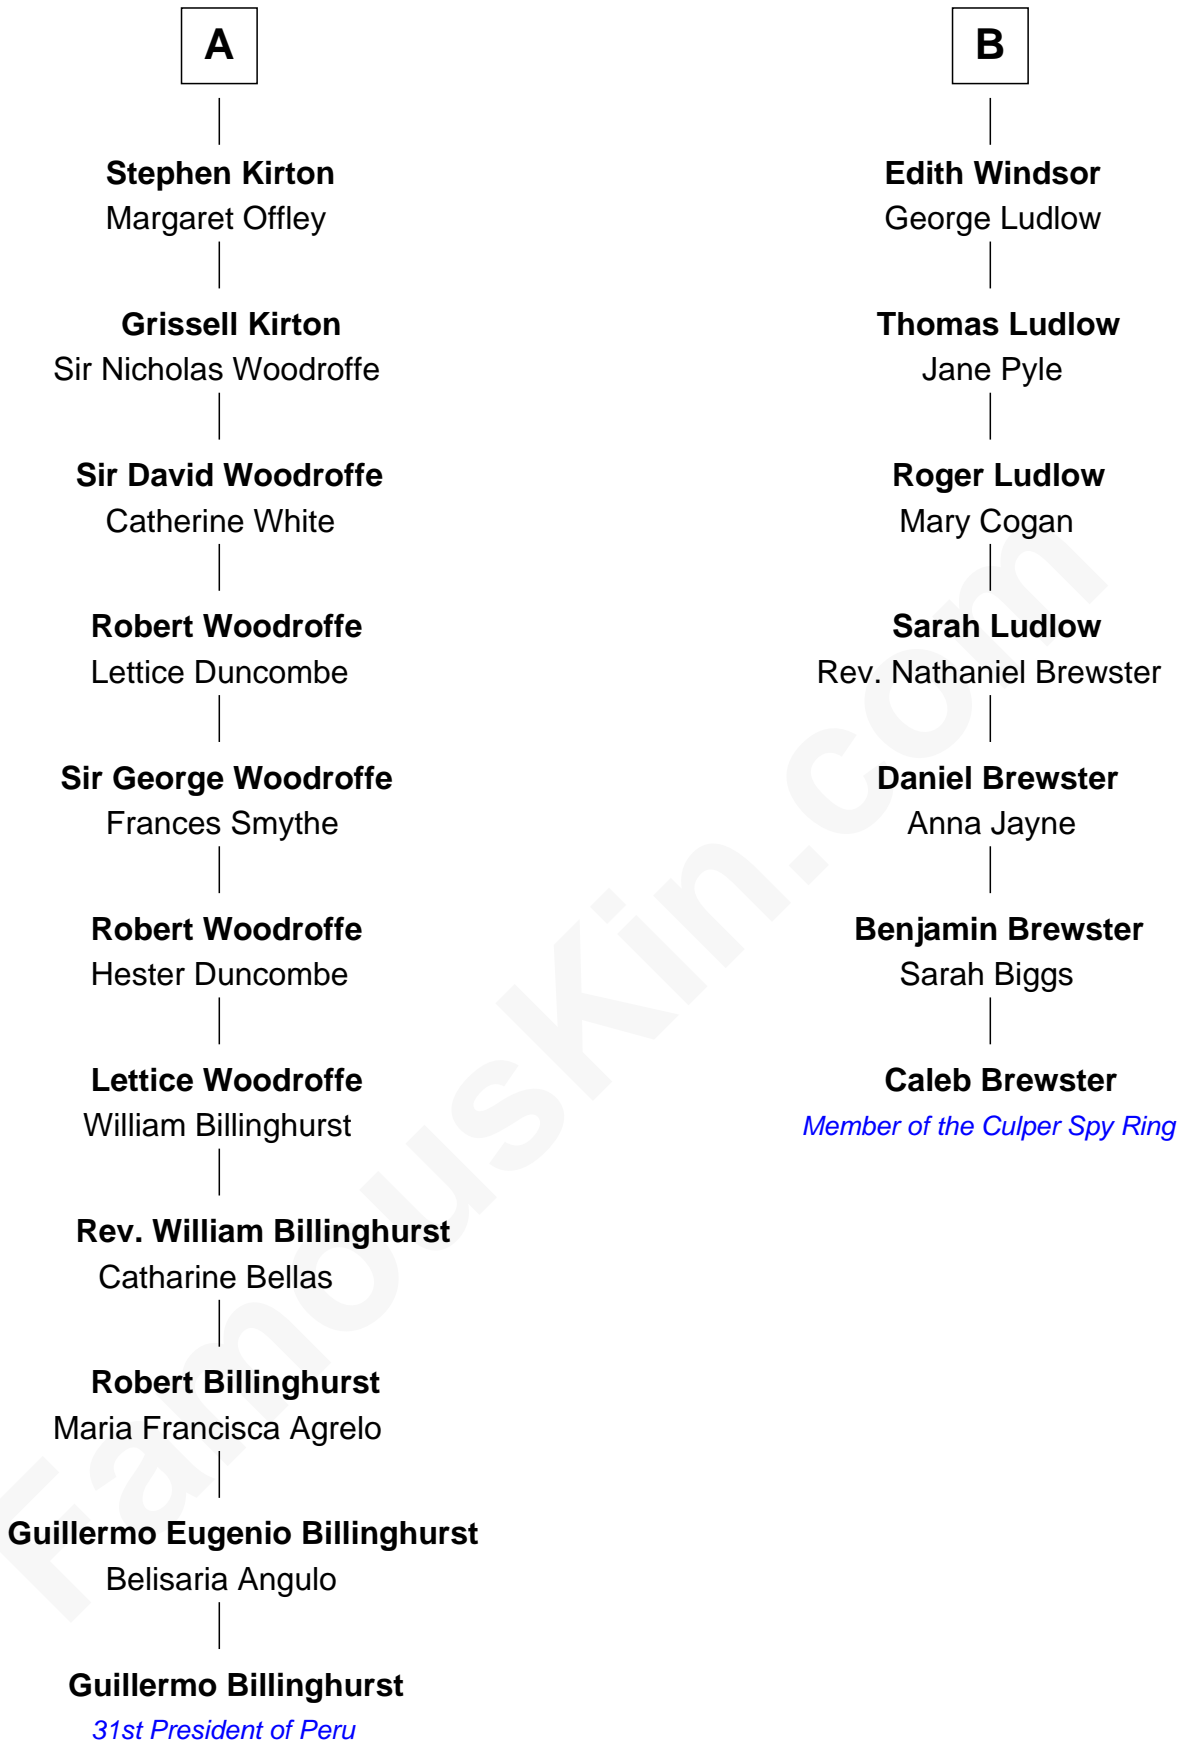 A
Stephen Kirton
Margaret Offley
Grissell Kirton
Sir Nicholas Woodroffe
Sir David Woodroffe
Catherine White
Robert Woodroffe
Lettice Duncombe
Sir George Woodroffe
Frances Smythe
Robert Woodroffe
Hester Duncombe
Lettice Woodroffe
William Billinghurst
Rev. William Billinghurst
Catharine Bellas
Robert Billinghurst
Maria Francisca Agrelo
Guillermo Eugenio Billinghurst
Belisaria Angulo
Guillermo Billinghurst
31st President of Peru
B
Edith Windsor
George Ludlow
Thomas Ludlow
Jane Pyle
Roger Ludlow
Mary Cogan
Sarah Ludlow
Rev. Nathaniel Brewster
Daniel Brewster
Anna Jayne
Benjamin Brewster
Sarah Biggs
Caleb Brewster
Member of the Culper Spy Ring
FamousKin.com